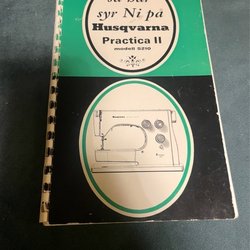 så här
syr Ni på
Husqvarna
Practica II
modell 5210